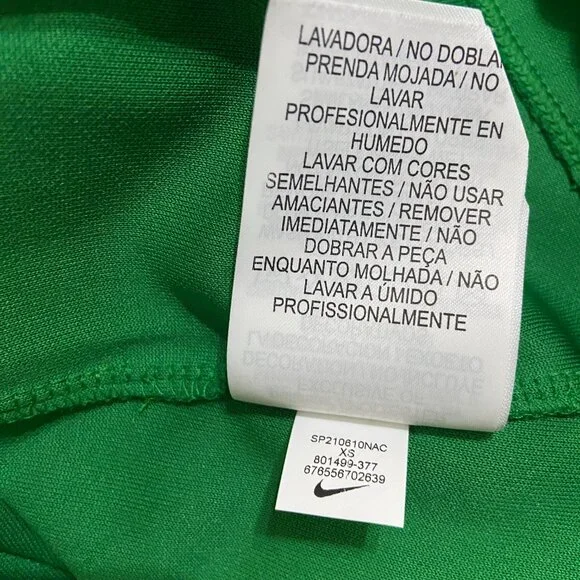 LAVADORA / NO DOBLA
PRENDA MOJADA / NO
LAVAR
PROFESIONALMENTE EN
HUMEDO
LAVAR COM CORES
SEMELHANTES / NÃO USAR
AMACIANTES / REMOVER
IMEDIATAMENTE / NÃO
DOBRAR A PEÇA
ENQUANTO MOLHADA / NÃO
LAVAR A ÚMIDO
PROFISSIONALMENTE
SP210610NAC
XS
801499-377
676556702639